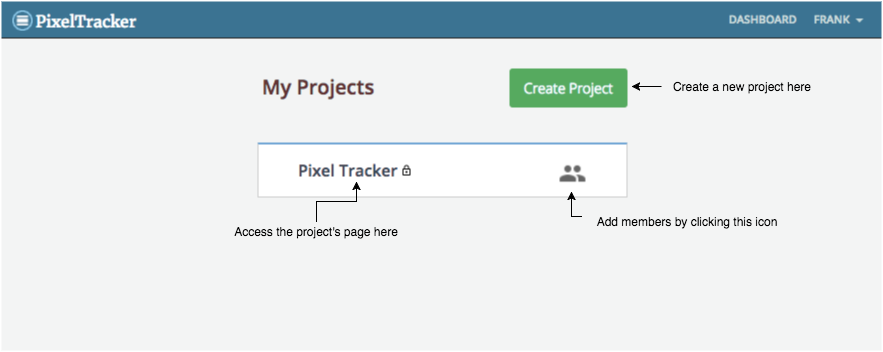 PixelTracker
DASHBOARD FRANK
My Projects
Create Project
Create a new project here
Pixel Tracker
Add members by clicking this icon
Access the project's page here